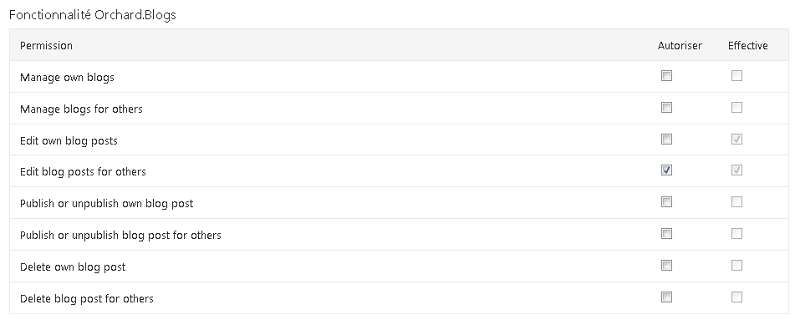 Fonctionnalité Orchard.Blogs
Permission Autoriser Effective
Manage own blogs
Manage blogs for others
Edit own blog posts
Edit blog posts for others
Publish or unpublish own blog post
Publish or unpublish blog post for others
Delete own blog post
Delete blog post for others